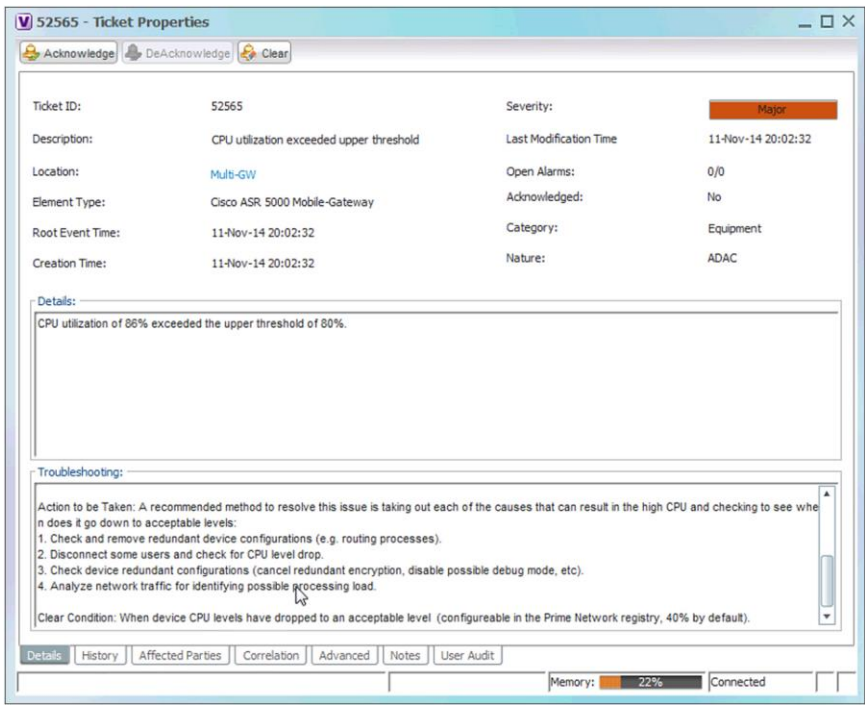 V 52565 - Ticket Properties
Acknowledge DeAcknowledge Clear
Ticket ID: 52565 Severity: Major
Description: CPU utilization exceeded upper threshold Last Modification Time 11-Nov-14 20:02:32
Location: Multi-GW Open Alarms: 0/0
Element Type: Cisco ASR 5000 Mobile-Gateway Acknowledged: No
Root Event Time: 11-Nov-14 20:02:32 Category: Equipment
Creation Time: 11-Nov-14 20:02:32 Nature: ADAC
Details:
CPU utilization of 86% exceeded the upper threshold of 80%.
Troubleshooting:
Action to be Taken: A recommended method to resolve this issue is taking out each of the causes that can result in the high CPU and checking to see whe
n does it go down to acceptable levels:
1. Check and remove redundant device configurations (e.g. routing processes).
2. Disconnect some users and check for CPU level drop.
3. Check device redundant configurations (cancel redundant encryption, disable possible debug mode, etc).
4. Analyze network traffic for identifying possible processing load.
Clear Condition: When device CPU levels have dropped to an acceptable level (configureable in the Prime Network registry, 40% by default).
Details History Affected Parties Correlation Advanced Notes User Audit
Memory: 22% Connected